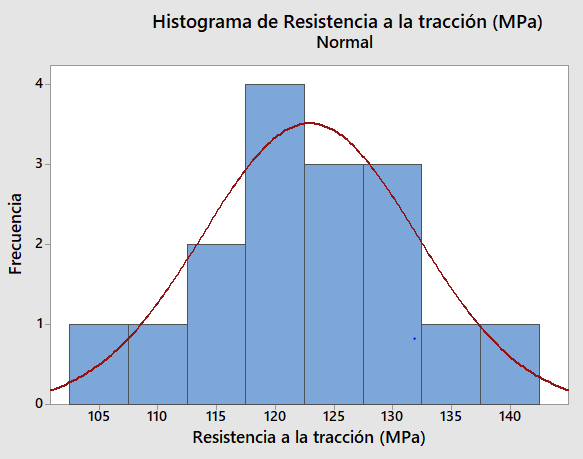 Histograma de Resistencia a la tracción (MPa)
Normal
4
3
2
1
0
Frecuencia
105 110 115 120 125 130 135 140
Resistencia a la tracción (MPa)